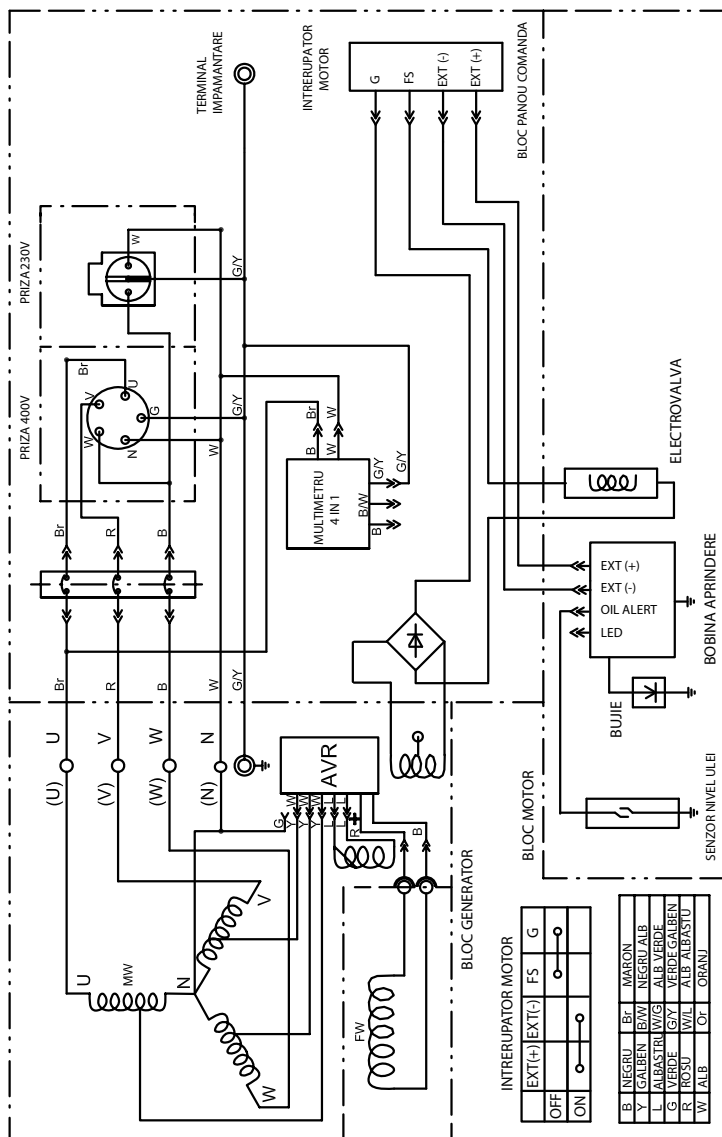 TERMINAL
IMPAMANTARE
INTRERUPATOR
MOTOR
G
FS
EXT (-)
EXT (+)
BLOC PANOU COMANDA
PRIZA 230V
W
G/Y
PRIZA 400V
Br
V
U
W
G
N
G/Y
W
Br
R
B
Br
W
B
W
MULTIMETRU
4 IN 1
G/Y
B/W
B
G/Y
ELECTROVALVA
EXT (+)
EXT (-)
OIL ALERT
LED
BOBINA APRINDERE
BUJIE
SENZOR NIVEL ULEI
BLOC MOTOR
Br
R
B
W
G/Y
U
V
W
N
(U)
(V)
(W)
(N)
AVR
G
W
W
W
Y
Y
Y
L
L
L
L
+
R
B
U
MW
N
V
W
FW
BLOC GENERATOR
INTRERUPATOR MOTOR
EXT(+) EXT(-) FS G
OFF
ON
B NEGRU Br MARON
Y GALBEN B/W NEGRU ALB
L ALBASTRU W/G ALB VERDE
G VERDE G/Y VERDE GALBEN
R ROSU W/L ALB ALBASTU
W ALB Or ORANJ